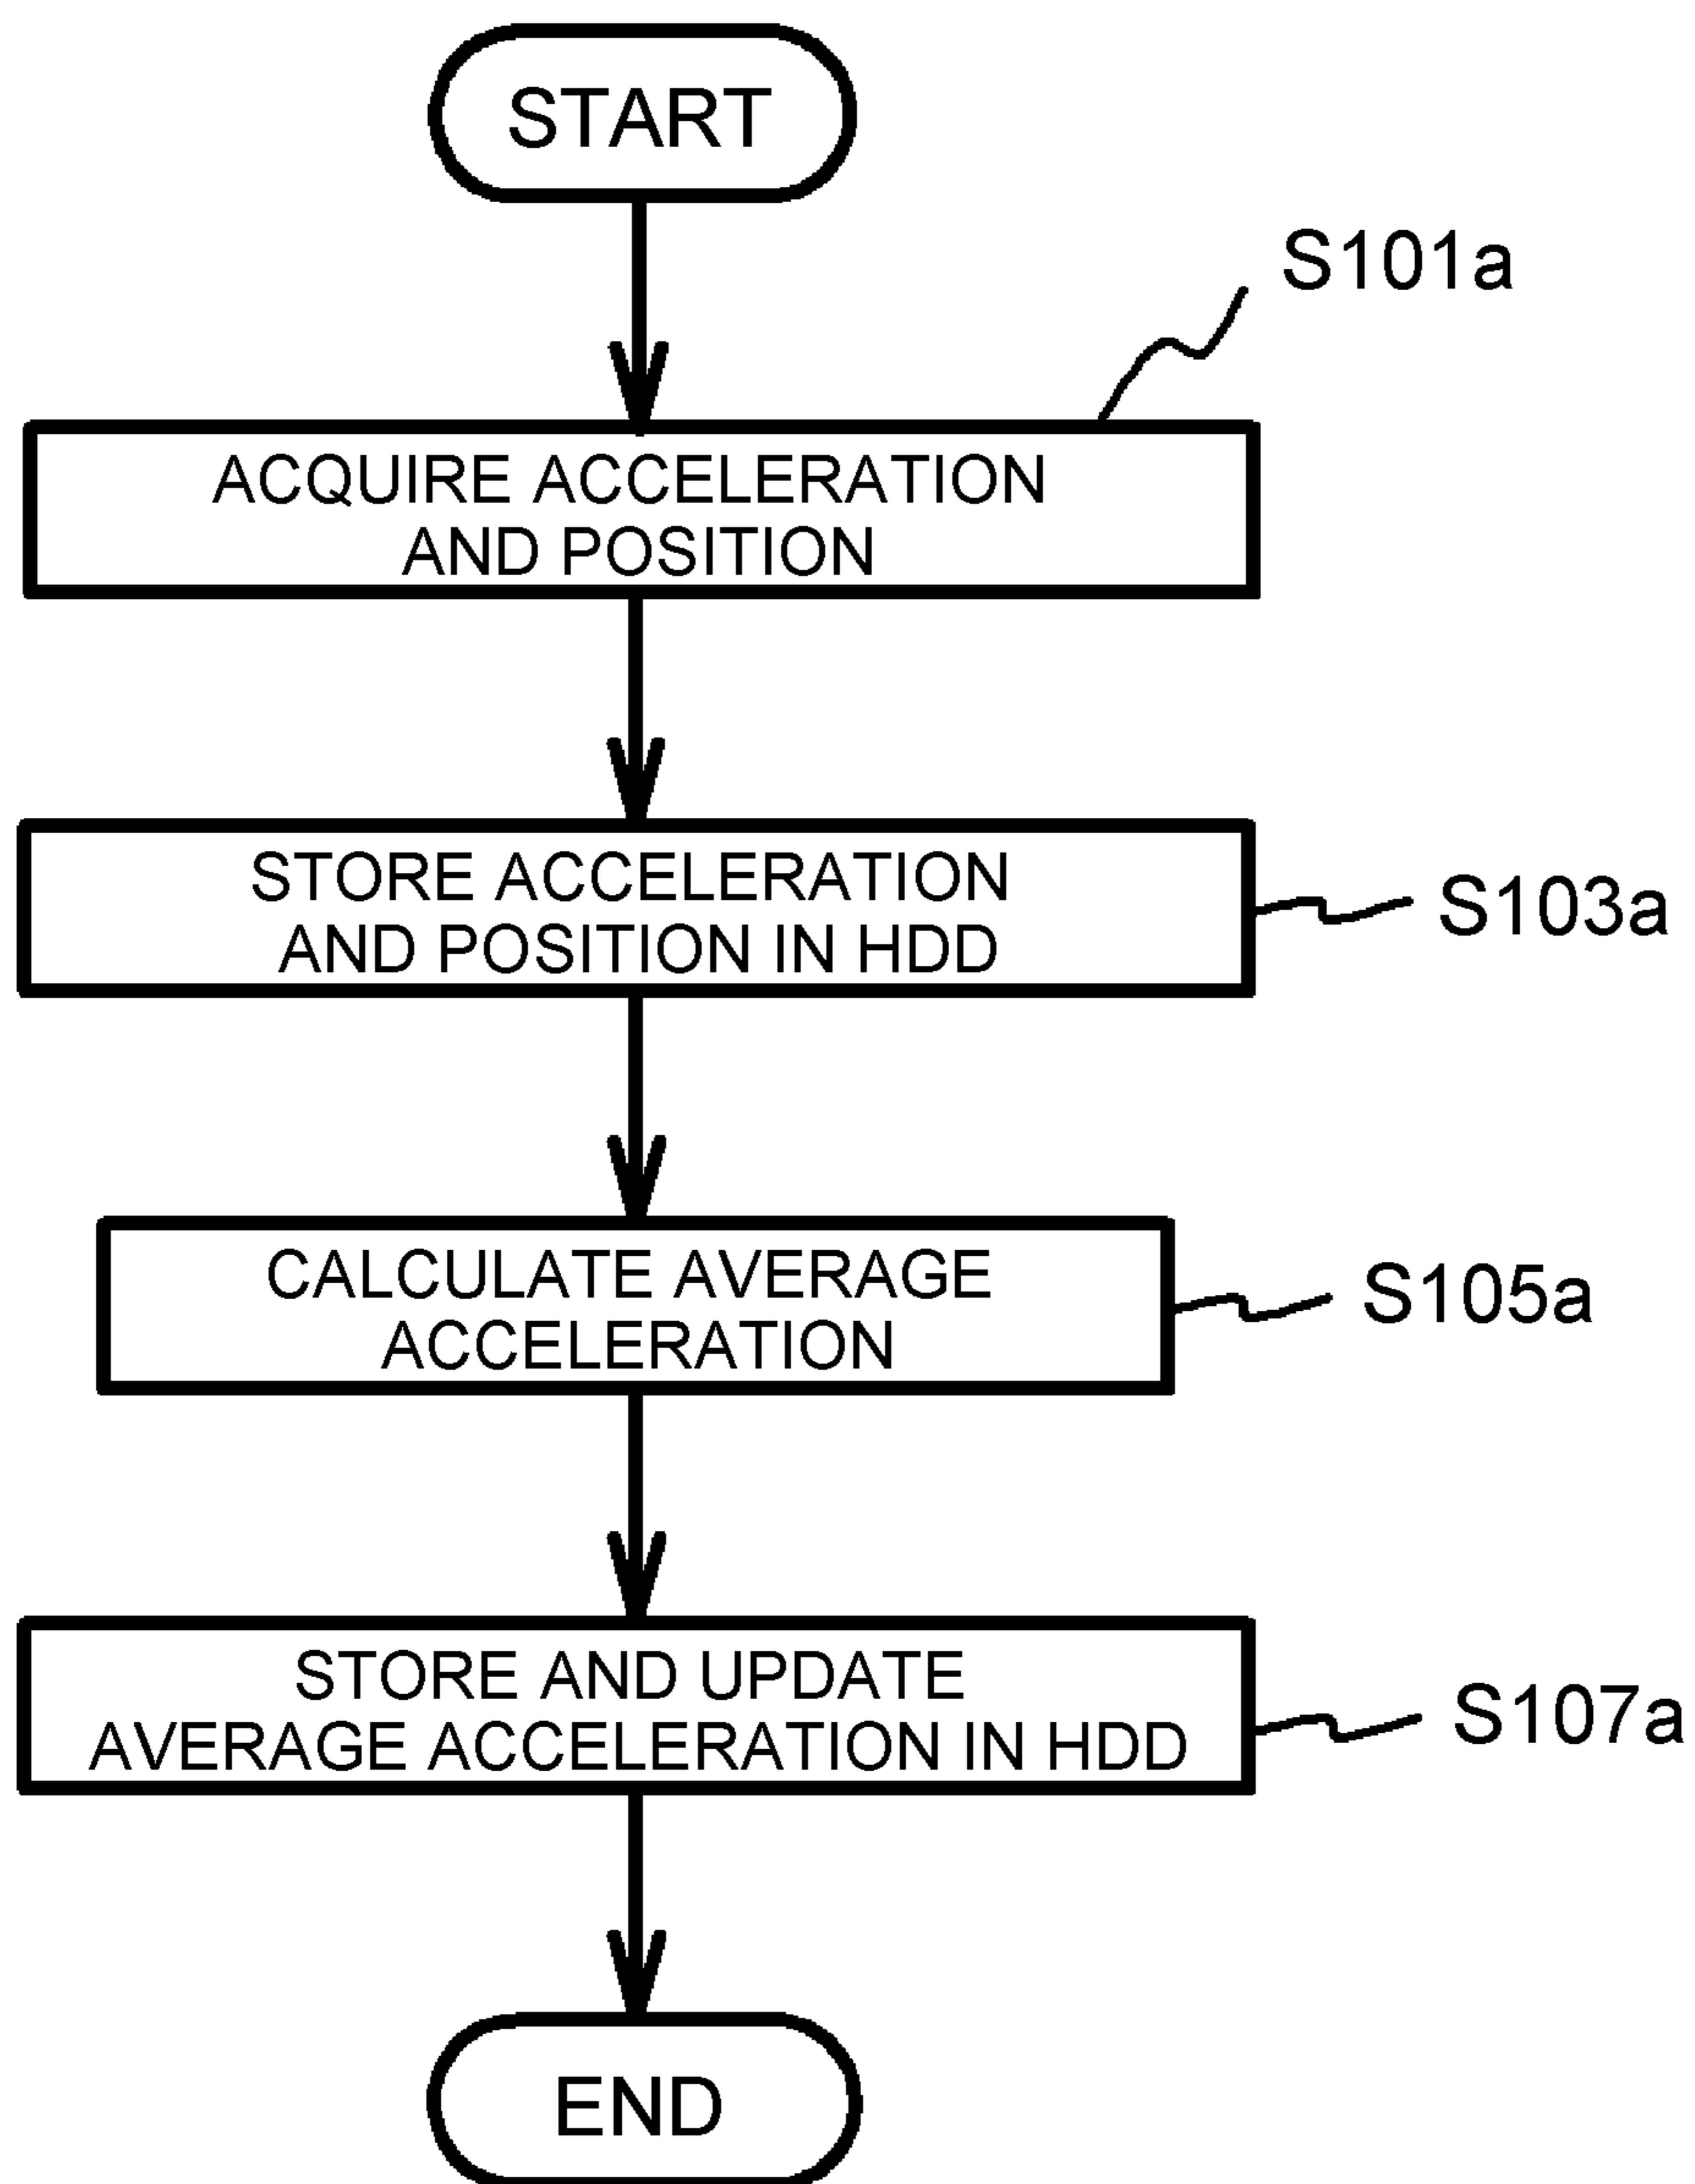 START
S101a
ACQUIRE ACCELERATION
AND POSITION
STORE ACCELERATION
AND POSITION IN HDD
S103a
CALCULATE AVERAGE
ACCELERATION
S105a
STORE AND UPDATE
AVERAGE ACCELERATION IN HDD
S107a
END